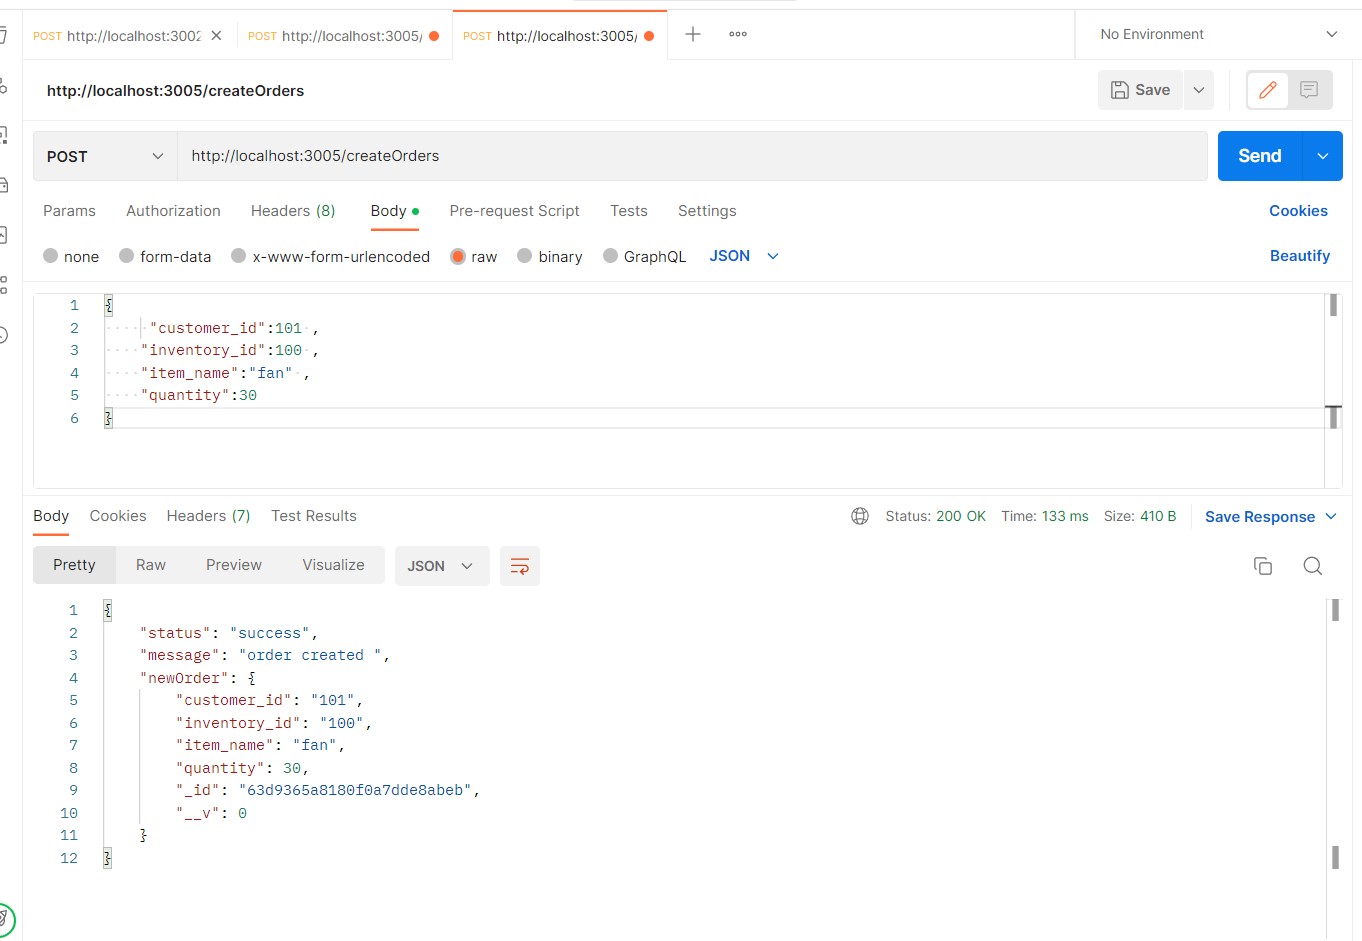 POST http://localhost:3002
POST http://localhost:3005/
POST http://localhost:3005/
No Environment
http://localhost:3005/createOrders
Save
POST
http://localhost:3005/createOrders
Send
Params Authorization Headers (8) Body Pre-request Script Tests Settings Cookies
none form-data x-www-form-urlencoded raw binary GraphQL JSON Beautify
1 {
2 "customer_id":101 ,
3 "inventory_id":100 ,
4 "item_name":"fan" ,
5 "quantity":30
6 }
Body Cookies Headers (7) Test Results Status: 200 OK Time: 133 ms Size: 410 B Save Response
Pretty Raw Preview Visualize JSON
1 {
2 "status": "success",
3 "message": "order created ",
4 "newOrder": {
5 "customer_id": "101",
6 "inventory_id": "100",
7 "item_name": "fan",
8 "quantity": 30,
9 "_id": "63d9365a8180f0a7dde8abeb",
10 "__v": 0
11 }
12 }